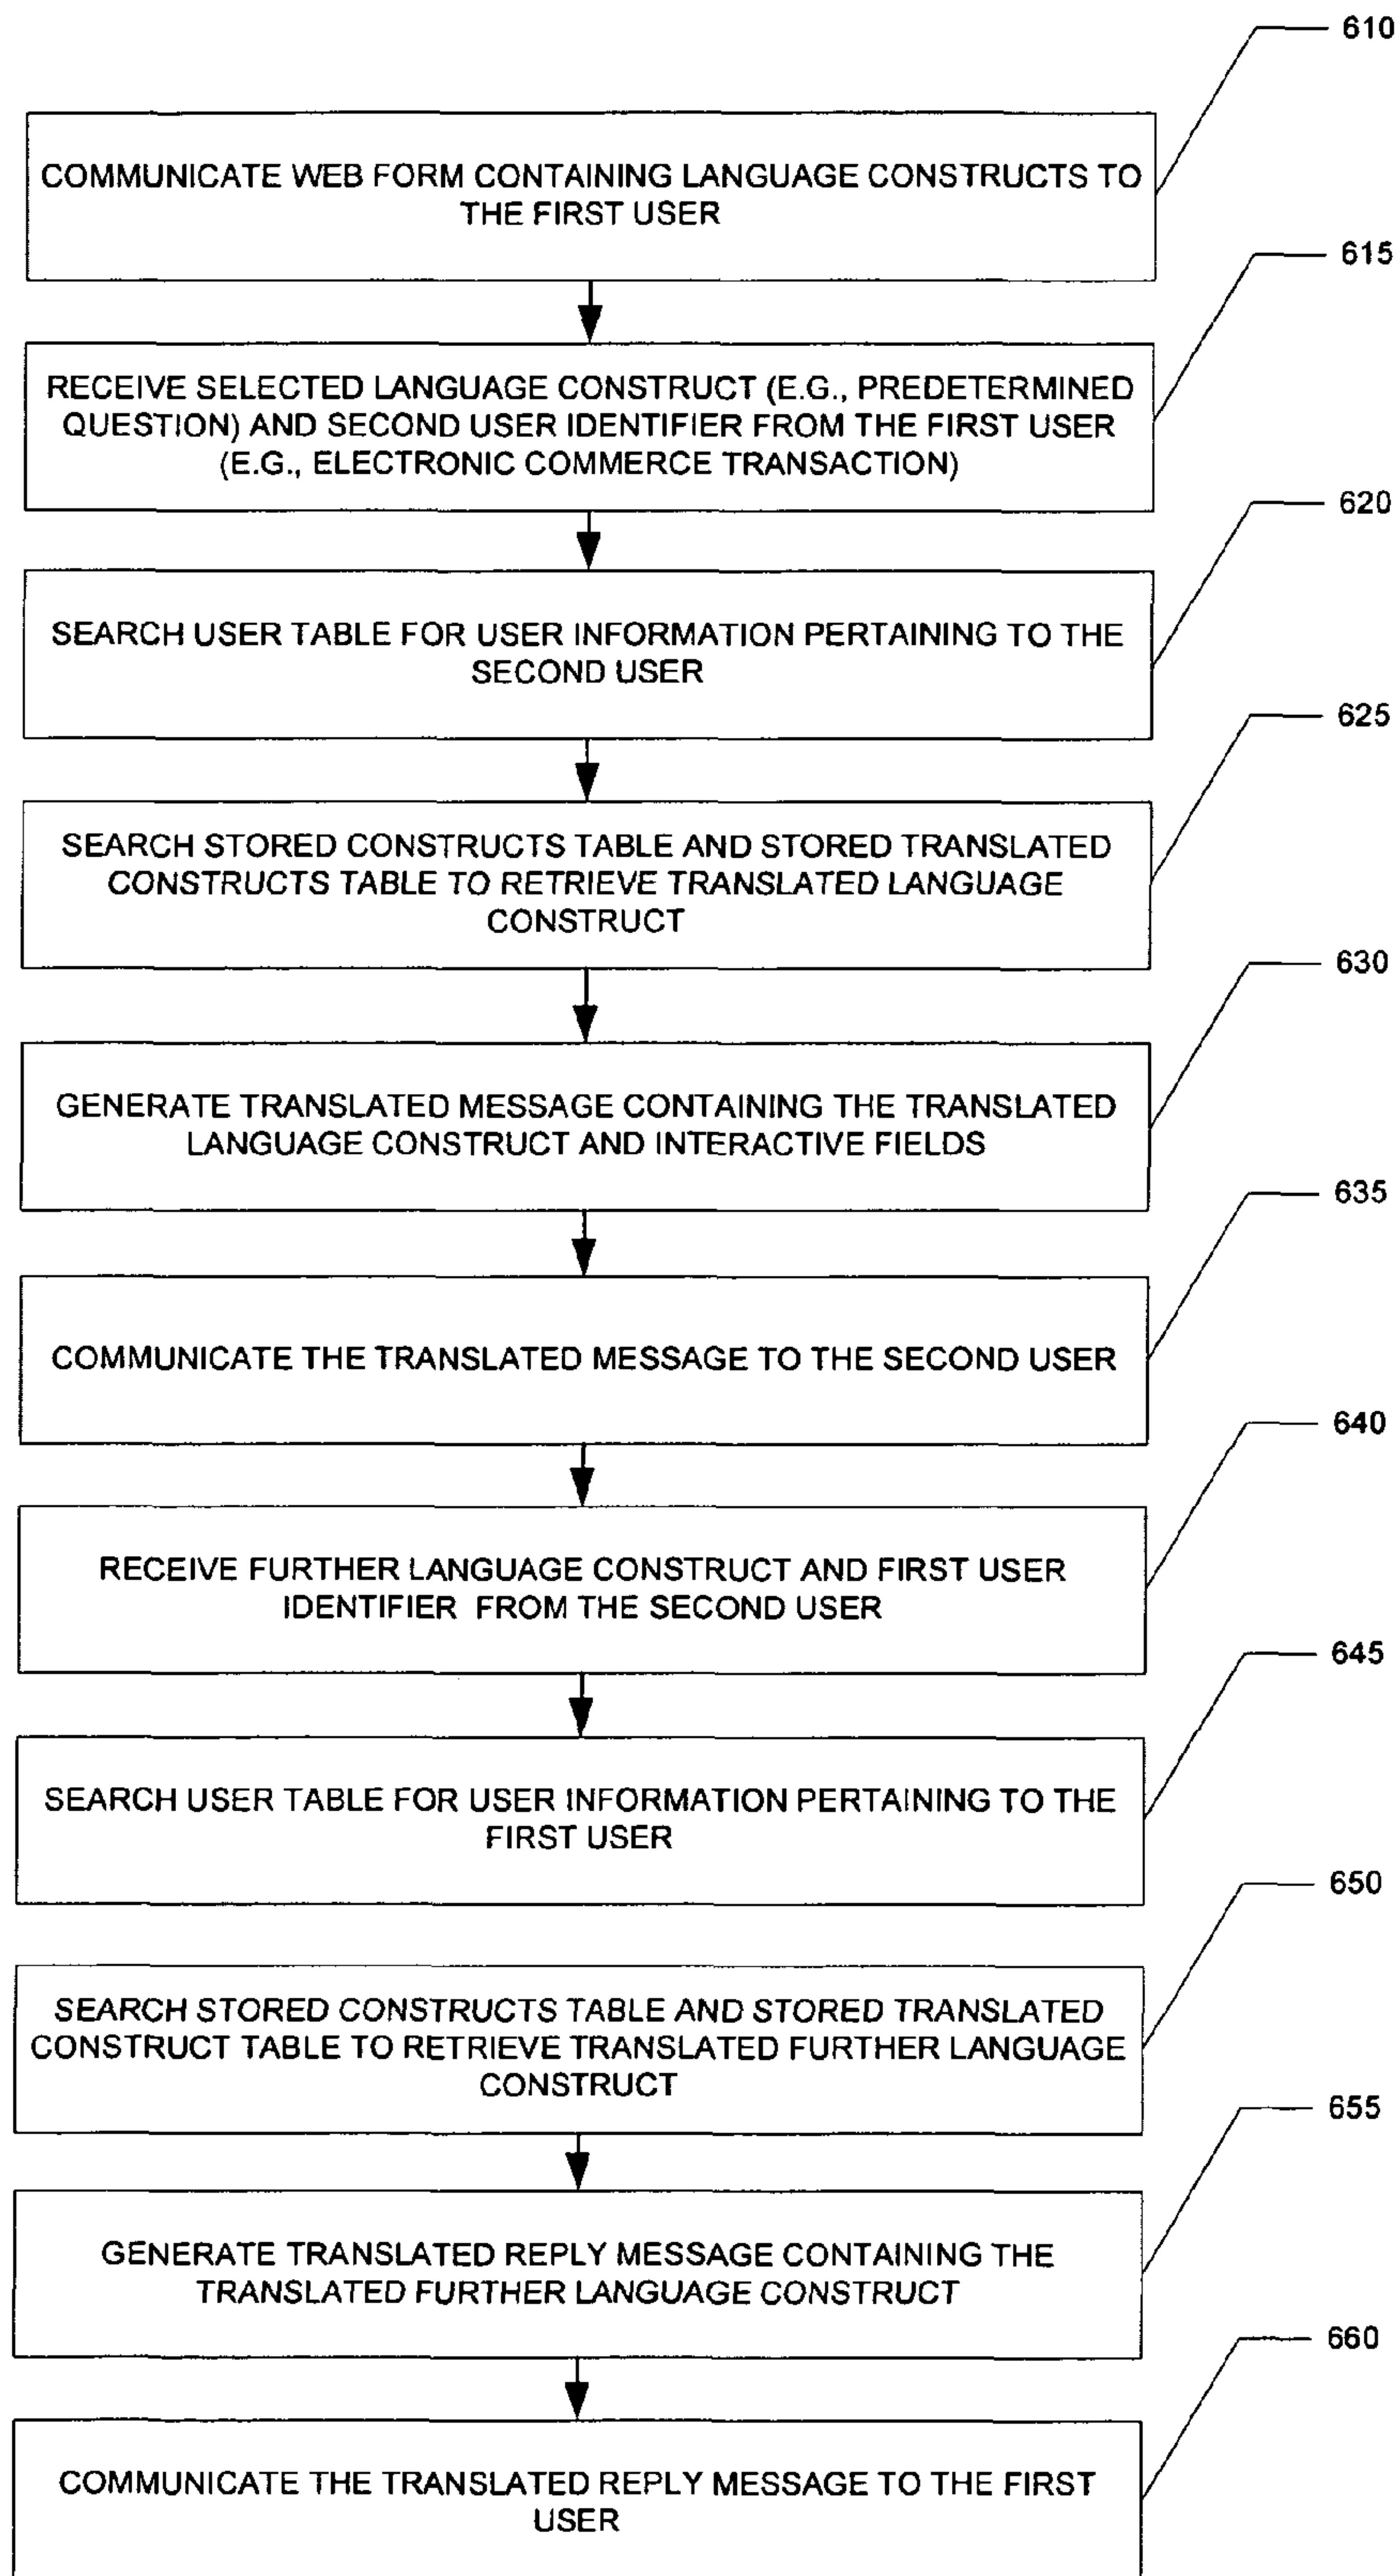 610
COMMUNICATE WEB FORM CONTAINING LANGUAGE CONSTRUCTS TO
THE FIRST USER
615
RECEIVE SELECTED LANGUAGE CONSTRUCT (E.G., PREDETERMINED
QUESTION) AND SECOND USER IDENTIFIER FROM THE FIRST USER
(E.G., ELECTRONIC COMMERCE TRANSACTION)
620
SEARCH USER TABLE FOR USER INFORMATION PERTAINING TO THE
SECOND USER
625
SEARCH STORED CONSTRUCTS TABLE AND STORED TRANSLATED
CONSTRUCTS TABLE TO RETRIEVE TRANSLATED LANGUAGE
CONSTRUCT
630
GENERATE TRANSLATED MESSAGE CONTAINING THE TRANSLATED
LANGUAGE CONSTRUCT AND INTERACTIVE FIELDS
635
COMMUNICATE THE TRANSLATED MESSAGE TO THE SECOND USER
640
RECEIVE FURTHER LANGUAGE CONSTRUCT AND FIRST USER
IDENTIFIER FROM THE SECOND USER
645
SEARCH USER TABLE FOR USER INFORMATION PERTAINING TO THE
FIRST USER
650
SEARCH STORED CONSTRUCTS TABLE AND STORED TRANSLATED
CONSTRUCT TABLE TO RETRIEVE TRANSLATED FURTHER LANGUAGE
CONSTRUCT
655
GENERATE TRANSLATED REPLY MESSAGE CONTAINING THE
TRANSLATED FURTHER LANGUAGE CONSTRUCT
660
COMMUNICATE THE TRANSLATED REPLY MESSAGE TO THE FIRST
USER